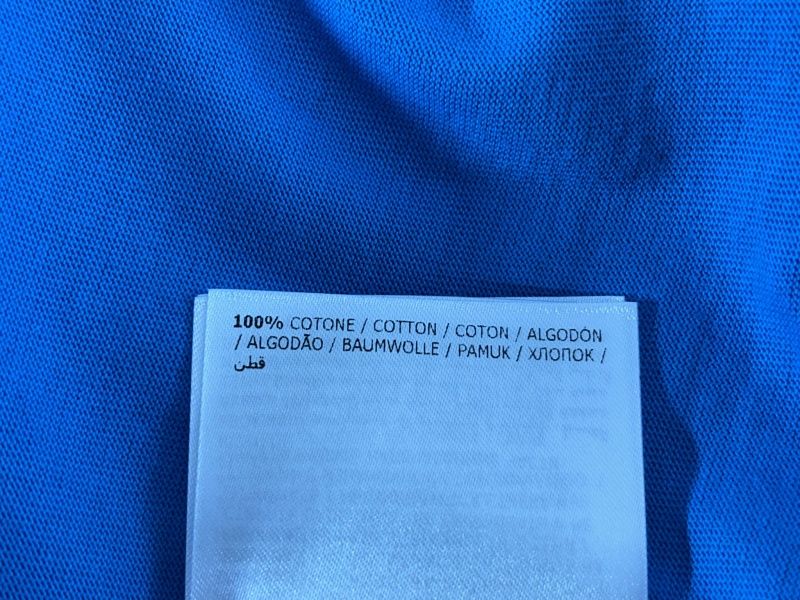 100% COTONE / COTTON / COTON / ALGODÓN
/ ALGODÃO / BAUMWOLLE / PAMUK / ХЛОПОК /
قطن